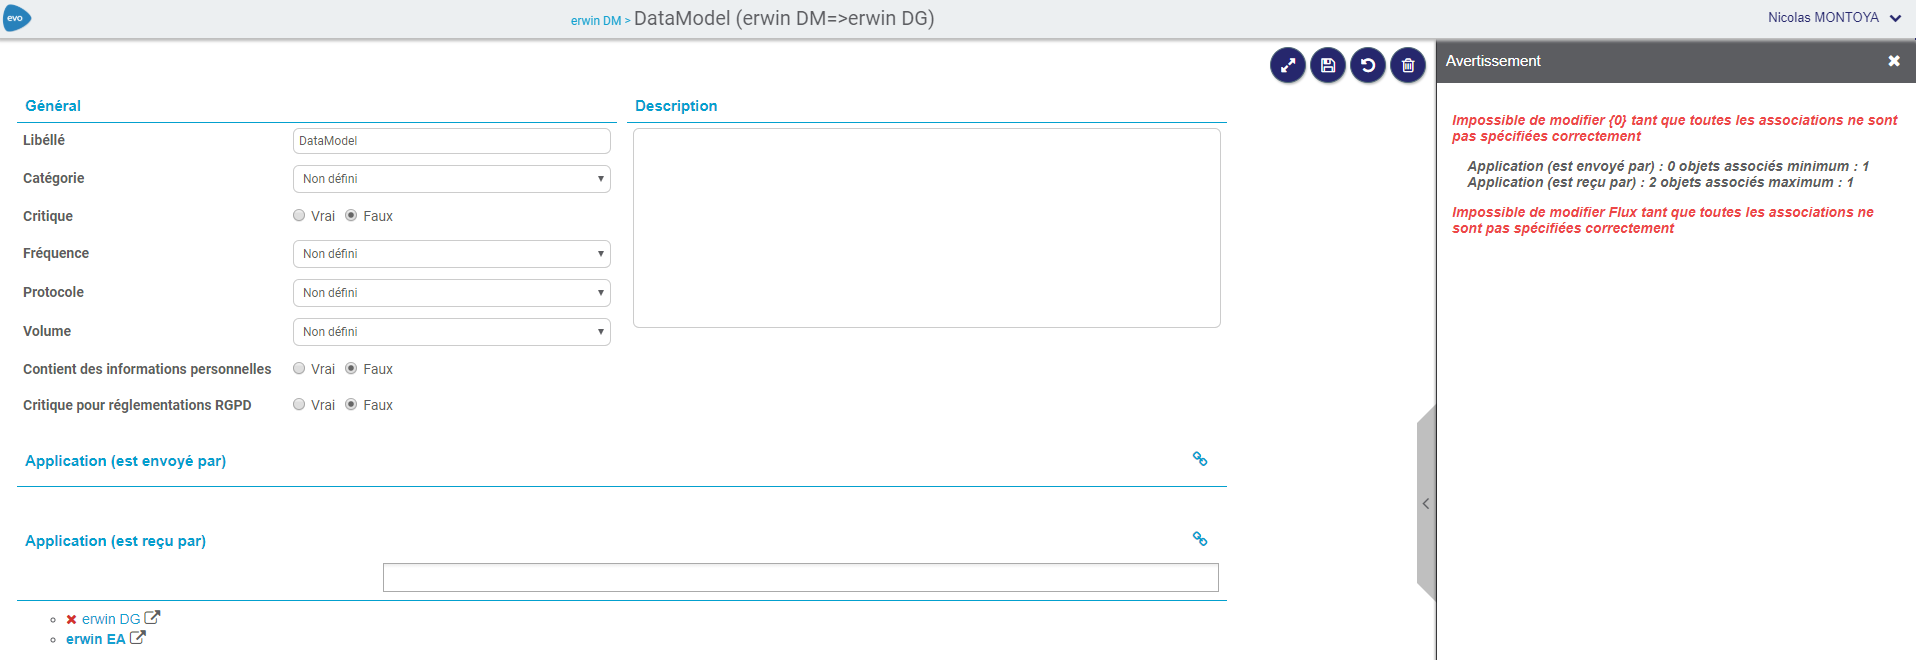 evo
erwin DM > DataModel (erwin DM=>erwin DG)
Nicolas MONTOYA
Général
Libéllé
DataModel
Catégorie
Non défini
Critique
Vrai Faux
Fréquence
Non défini
Protocole
Non défini
Volume
Non défini
Contient des informations personnelles
Vrai Faux
Critique pour réglementations RGPD
Vrai Faux
Description
Application (est envoyé par)
Application (est reçu par)
erwin DG
erwin EA
Avertissement
Impossible de modifier {0} tant que toutes les associations ne sont
pas spécifiées correctement
Application (est envoyé par) : 0 objets associés minimum : 1
Application (est reçu par) : 2 objets associés maximum : 1
Impossible de modifier Flux tant que toutes les associations ne
sont pas spécifiées correctement